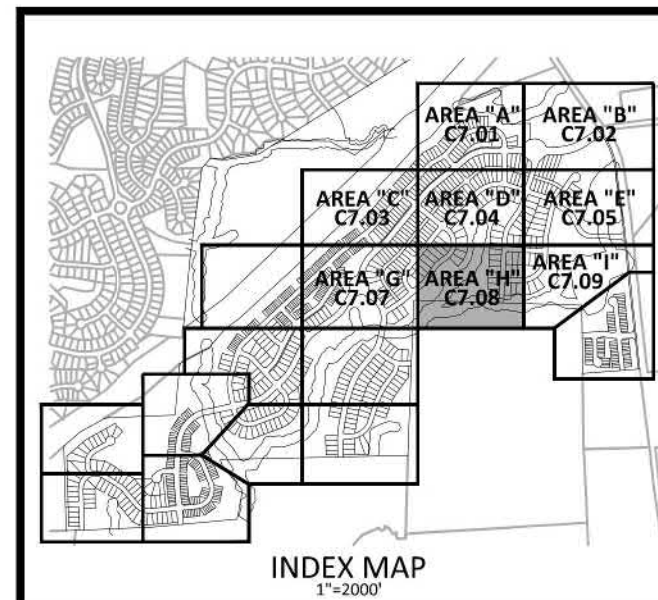 AREA "A"
C7.01
AREA "B"
C7.02
AREA "C"
C7.03
AREA "D"
C7.04
AREA "E"
C7.05
AREA "G"
C7.07
AREA "H"
C7.08
AREA "I"
C7.09
INDEX MAP
1"=2000'